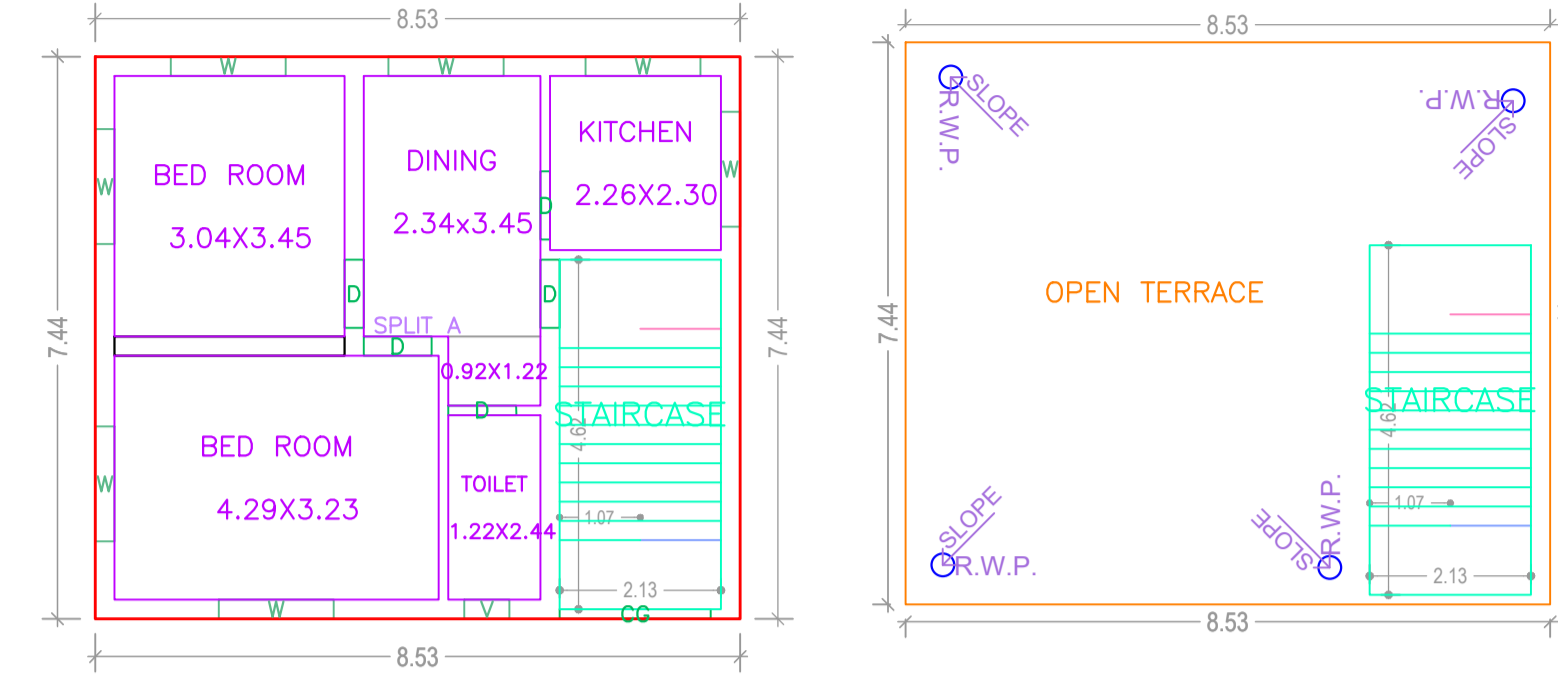 8.53
W
W
W
BED ROOM
3.04X3.45
DINING
2.34x3.45
KITCHEN
2.26X2.30
W
W
D
D
D
7.44
7.44
SPLIT A
D
0.92X1.22
D
STAIRCASE
4.62
BED ROOM
4.29X3.23
W
TOILET
1.22X2.44
1.07
2.13
W
V
CG
8.53
8.53
SLOPE
R.W.P.
R.W.P.
SLOPE
7.44
OPEN TERRACE
STAIRCASE
4.62
1.07
2.13
SLOPE
R.W.P.
SLOPE
R.W.P.
8.53